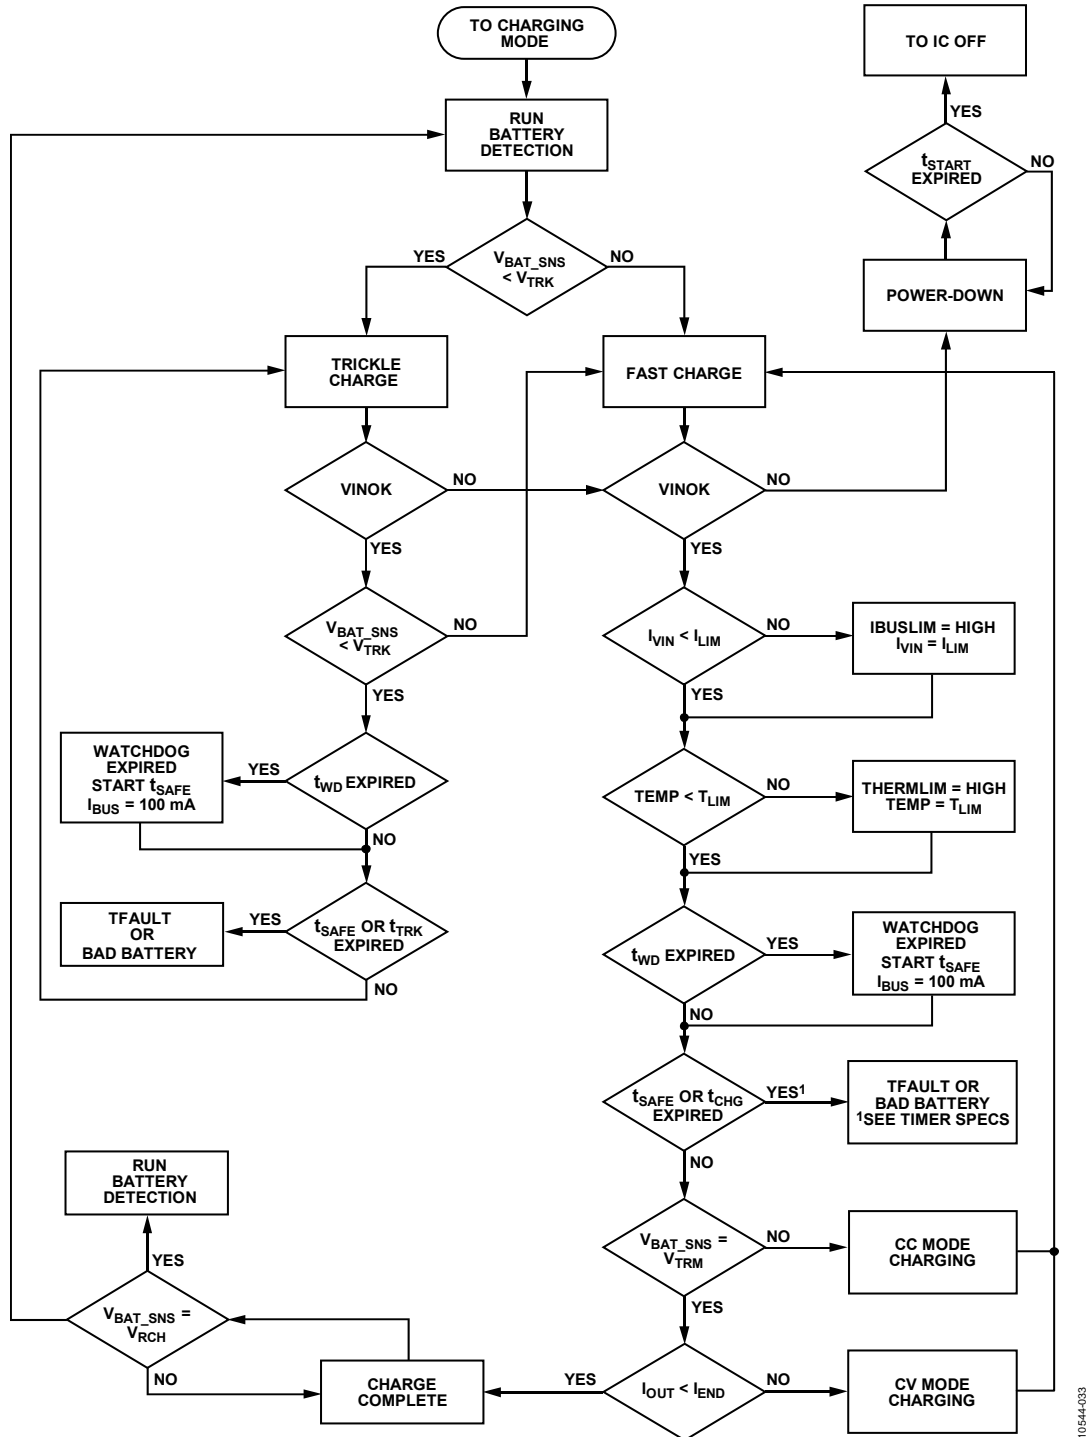 TO CHARGING
MODE
TO IC OFF
YES
RUN
BATTERY
DETECTION
tSTART
EXPIRED
NO
YES
VBAT_SNS
< VTRK
NO
POWER-DOWN
TRICKLE
CHARGE
FAST CHARGE
VINOK
NO
VINOK
NO
YES
YES
VBAT_SNS
< VTRK
NO
IVIN < ILIM
NO
IBUSLIM = HIGH
IVIN = ILIM
YES
YES
WATCHDOG
EXPIRED
START tSAFE
IBUS = 100 mA
YES
tWD EXPIRED
TEMP < TLIM
NO
THERMLIM = HIGH
TEMP = TLIM
NO
YES
TFAULT
OR
BAD BATTERY
YES
tSAFE OR tTRK
EXPIRED
NO
tWD EXPIRED
YES
WATCHDOG
EXPIRED
START tSAFE
IBUS = 100 mA
NO
tSAFE OR tCHG
EXPIRED
YES1
TFAULT OR
BAD BATTERY
1SEE TIMER SPECS
NO
RUN
BATTERY
DETECTION
YES
VBAT_SNS =
VTRM
NO
CC MODE
CHARGING
YES
VBAT_SNS =
VRCH
NO
CHARGE
COMPLETE
YES
IOUT < IEND
NO
CV MODE
CHARGING
10544-033